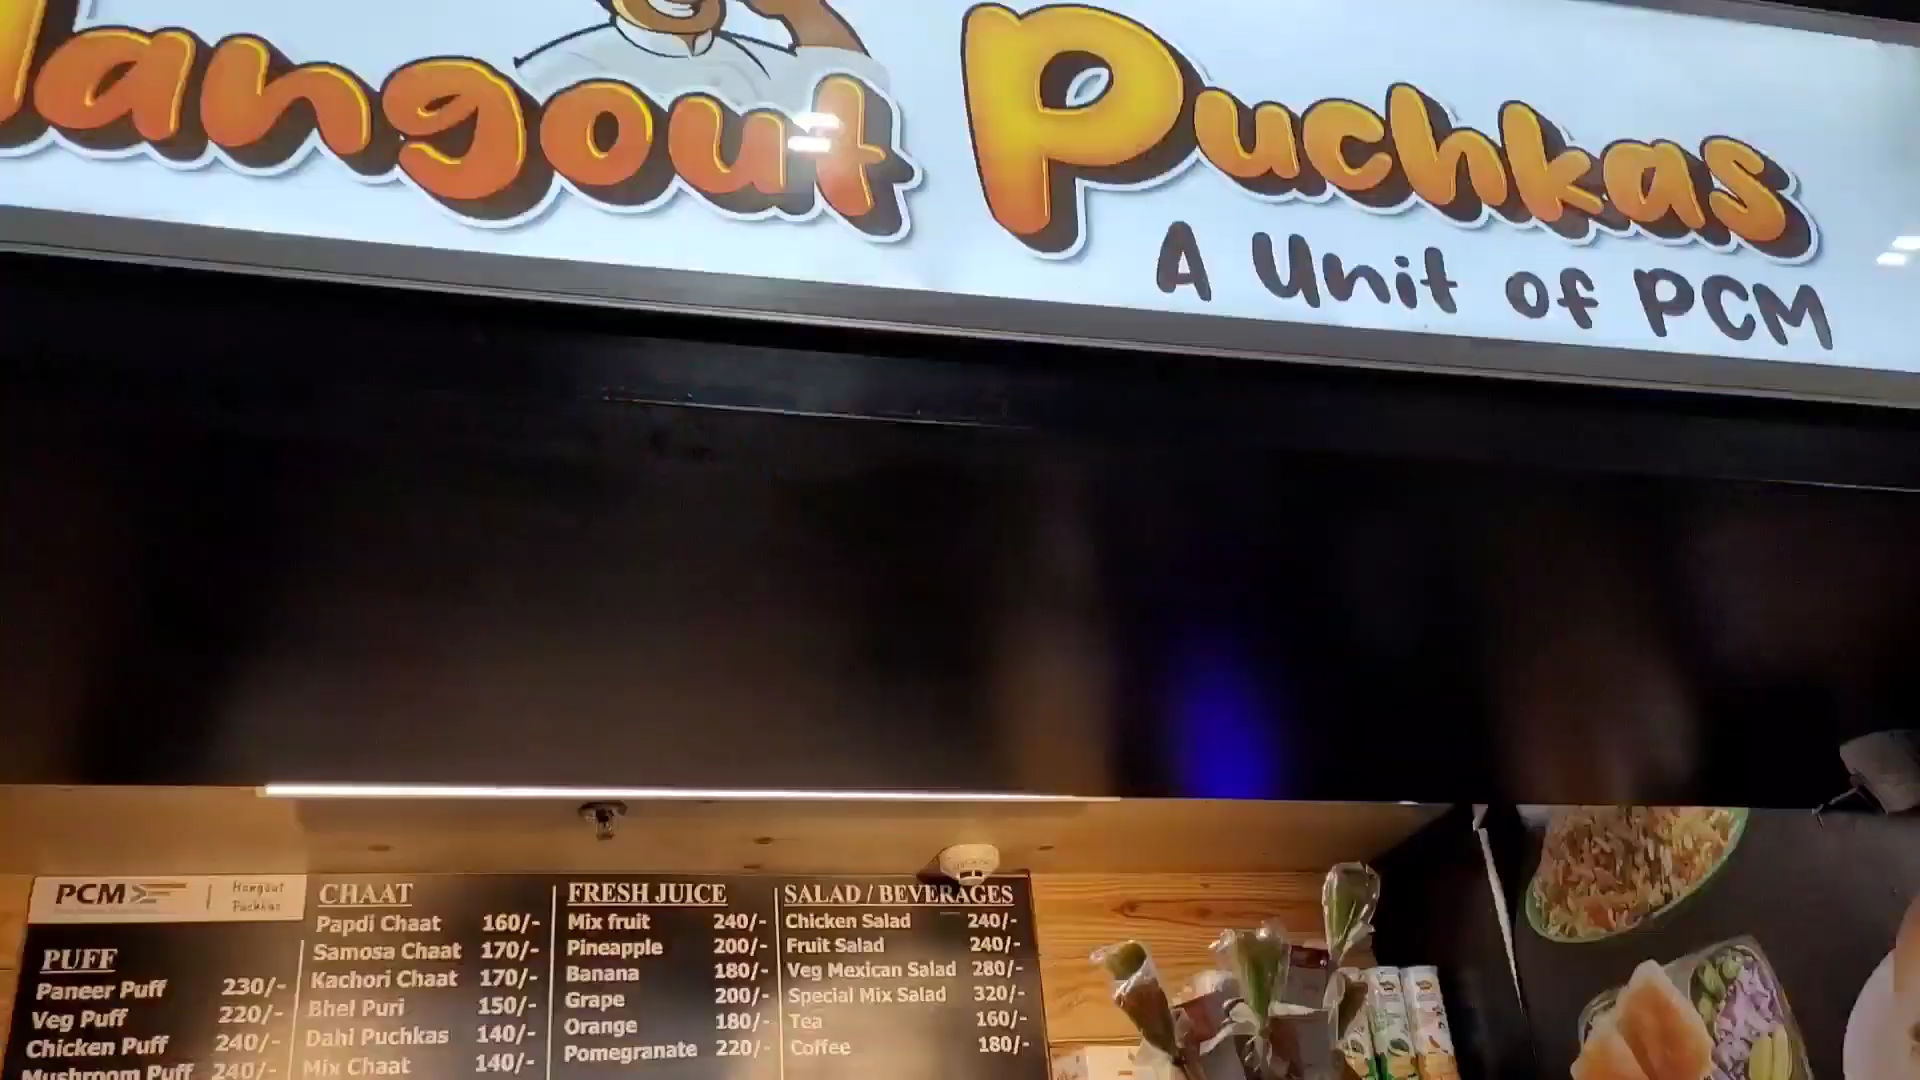 Hangout Puchkas
A Unit of PCM
PCM
Hangout
Puchkas
PUFF
Paneer Puff 230/-
Veg Puff 220/-
Chicken Puff 240/-
Mushroom Puff 240/-
CHAAT
Papdi Chaat 160/-
Samosa Chaat 170/-
Kachori Chaat 170/-
Bhel Puri 150/-
Dahi Puchkas 140/-
Mix Chaat 140/-
FRESH JUICE
Mix fruit 240/-
Pineapple 200/-
Banana 180/-
Grape 200/-
Orange 180/-
Pomegranate 220/-
SALAD / BEVERAGES
Chicken Salad 240/-
Fruit Salad 240/-
Veg Mexican Salad 280/-
Special Mix Salad 320/-
Tea 160/-
Coffee 180/-